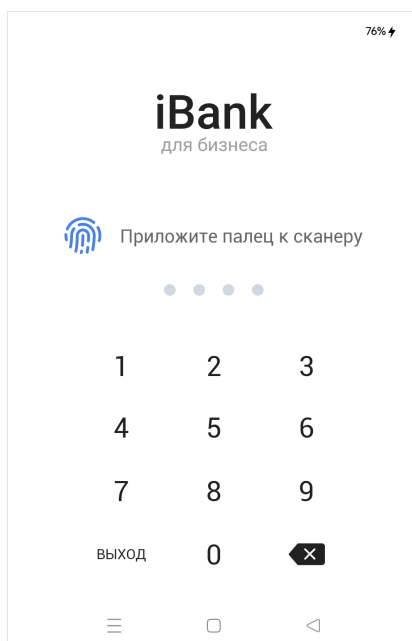 76%
iBank
для бизнеса
Приложите палец к сканеру
1 2 3
4 5 6
7 8 9
ВЫХОД 0